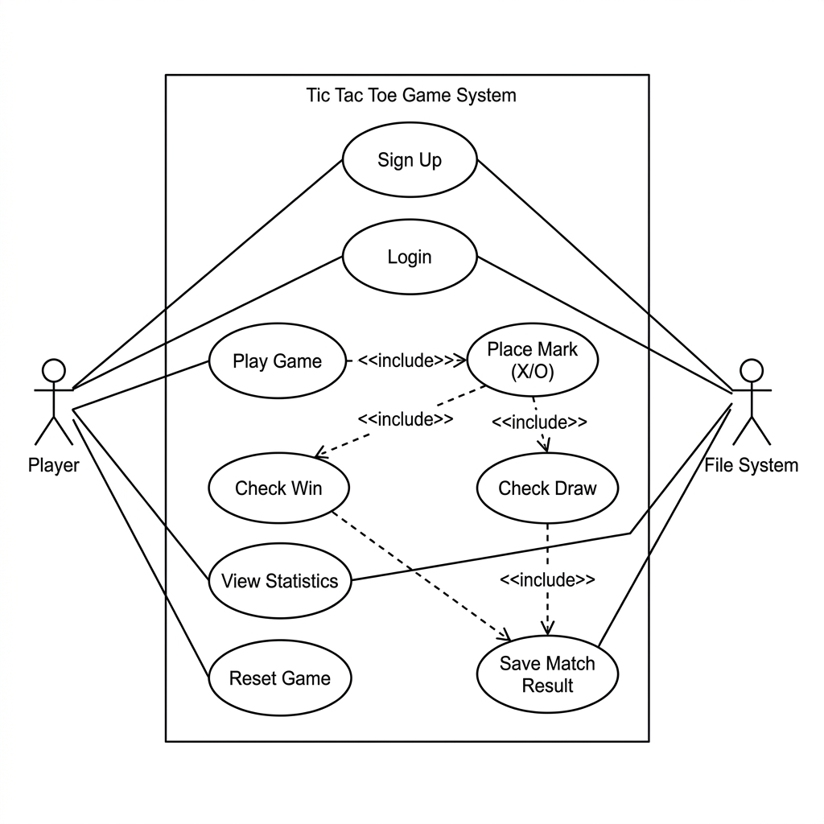 Tic Tac Toe Game System
Sign Up
Login
Play Game
<<include>>
Place Mark
(X/O)
<<include>>
<<include>>
Player
File System
Check Win
Check Draw
View Statistics
<<include>>
Reset Game
Save Match
Result